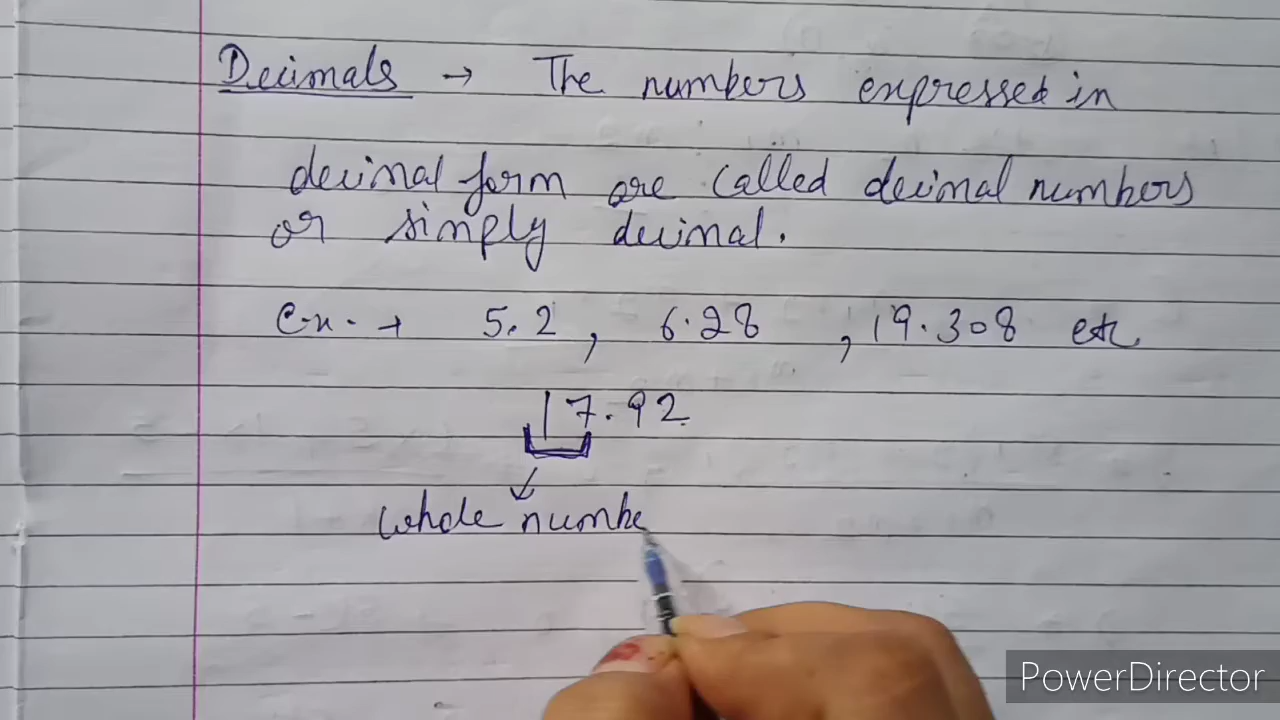 Decimals → The numbers expressed in
decimal form are called decimal numbers
or simply decimal.
ex. → 5.2, 6.28, 19.308 etc
17.92
whole numbe
PowerDirector